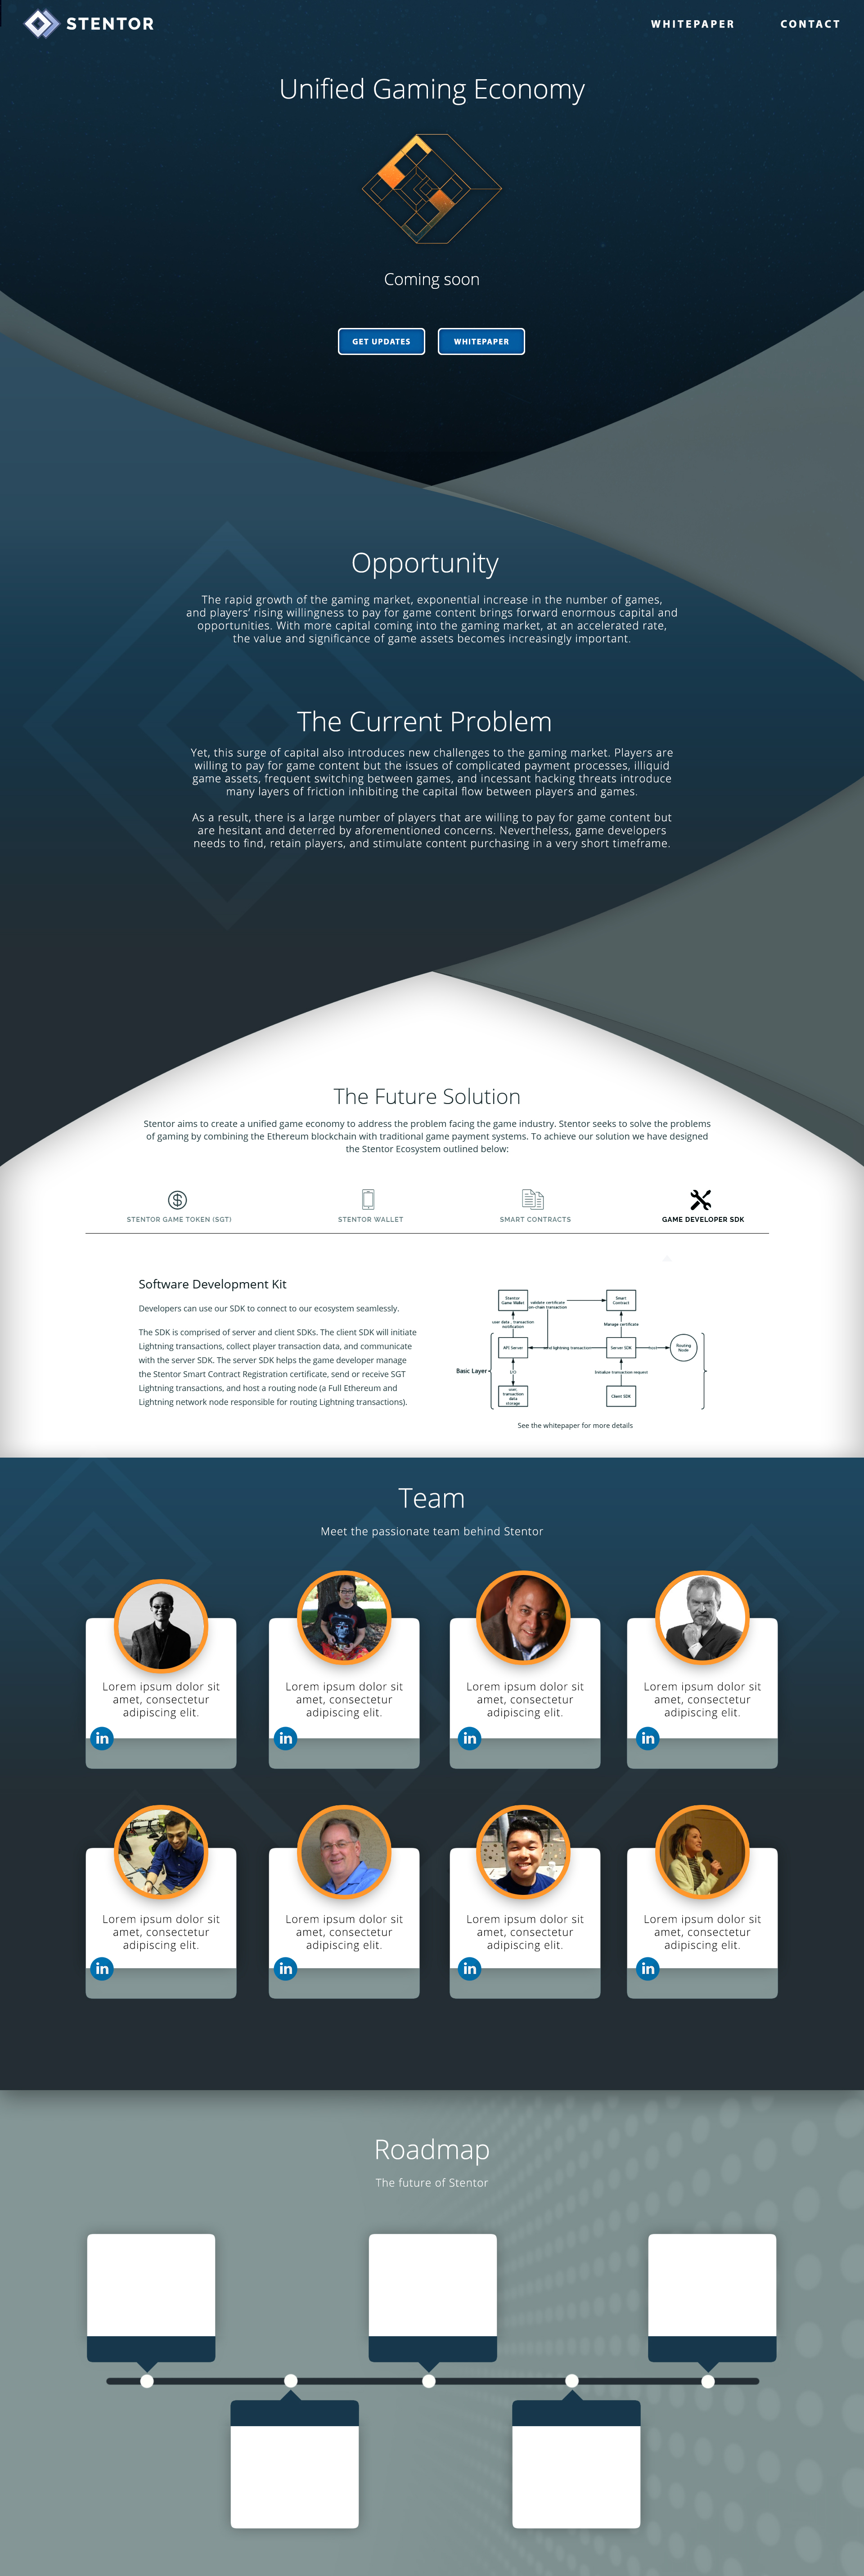 STENTOR
WHITEPAPER
CONTACT
Unified Gaming Economy
Coming soon
GET UPDATES
WHITEPAPER
Opportunity
The rapid growth of the gaming market, exponential increase in the number of games,
and players’ rising willingness to pay for game content brings forward enormous capital and
opportunities. With more capital coming into the gaming market, at an accelerated rate,
the value and significance of game assets becomes increasingly important.
The Current Problem
Yet, this surge of capital also introduces new challenges to the gaming market. Players are
willing to pay for game content but the issues of complicated payment processes, illiquid
game assets, frequent switching between games, and incessant hacking threats introduce
many layers of friction inhibiting the capital flow between players and games.
As a result, there is a large number of players that are willing to pay for game content but
are hesitant and deterred by aforementioned concerns. Nevertheless, game developers
needs to find, retain players, and stimulate content purchasing in a very short timeframe.
The Future Solution
Stentor aims to create a unified game economy to address the problem facing the game industry. Stentor seeks to solve the problems
of gaming by combining the Ethereum blockchain with traditional game payment systems. To achieve our solution we have designed
the Stentor Ecosystem outlined below:
STENTOR GAME TOKEN (SGT)
STENTOR WALLET
SMART CONTRACTS
GAME DEVELOPER SDK
Software Development Kit
Developers can use our SDK to connect to our ecosystem seamlessly.
The SDK is comprised of server and client SDKs. The client SDK will initiate
Lightning transactions, collect player transaction data, and communicate
with the server SDK. The server SDK helps the game developer manage
the Stentor Smart Contract Registration certificate, send or receive SGT
Lightning transactions, and host a routing node (a Full Ethereum and
Lightning network node responsible for routing Lightning transactions).
Stentor
Game Wallet
validate certificate
on-chain transaction
Smart
Contract
user data , transaction
notification
Manage certificate
API Server
send lightning transaction
Server SDK
host
Routing
Node
Basic Layer
I/O
Initialize transaction request
user
transaction
data
storage
Client SDK
See the whitepaper for more details
Team
Meet the passionate team behind Stentor
Lorem ipsum dolor sit
amet, consectetur
adipiscing elit.
in
Lorem ipsum dolor sit
amet, consectetur
adipiscing elit.
in
Lorem ipsum dolor sit
amet, consectetur
adipiscing elit.
in
Lorem ipsum dolor sit
amet, consectetur
adipiscing elit.
in
Lorem ipsum dolor sit
amet, consectetur
adipiscing elit.
in
Lorem ipsum dolor sit
amet, consectetur
adipiscing elit.
in
Lorem ipsum dolor sit
amet, consectetur
adipiscing elit.
in
Lorem ipsum dolor sit
amet, consectetur
adipiscing elit.
in
Roadmap
The future of Stentor